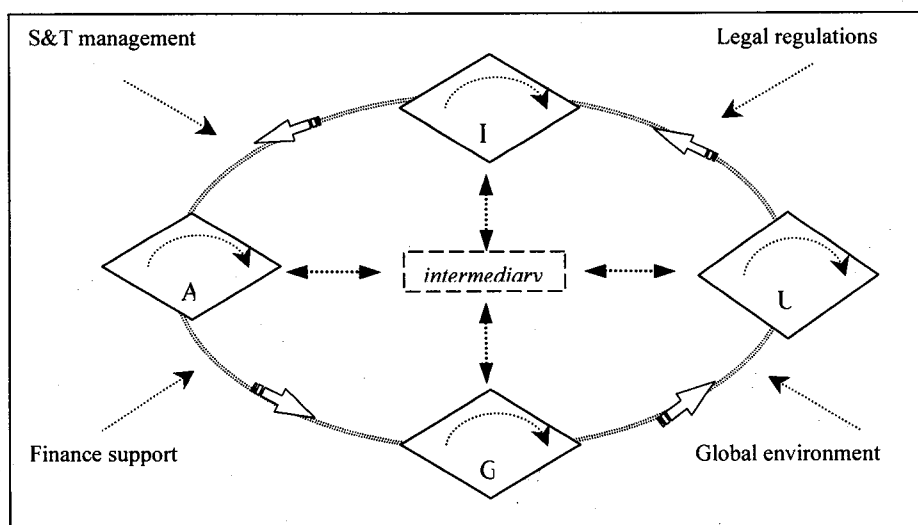 S&T management
Legal regulations
I
intermediary
A
U
G
Finance support
Global environment